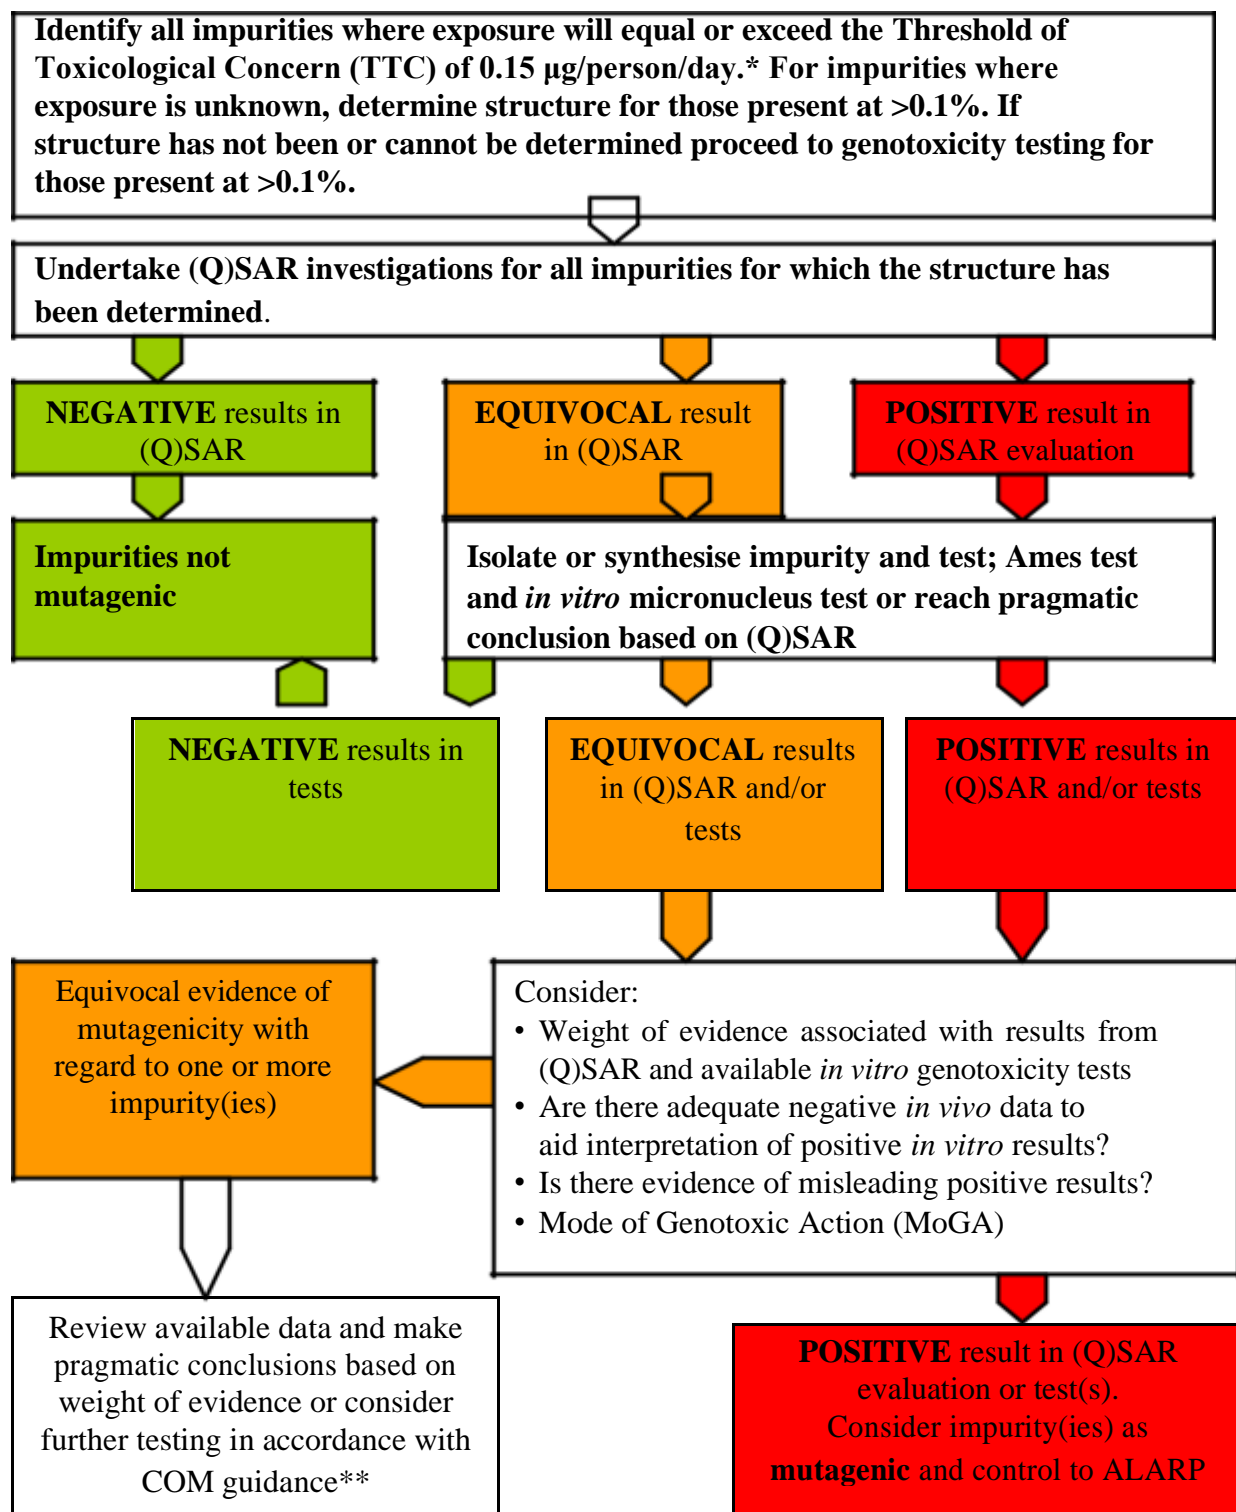 Identify all impurities where exposure will equal or exceed the Threshold of
Toxicological Concern (TTC) of 0.15 µg/person/day.* For impurities where
exposure is unknown, determine structure for those present at >0.1%. If
structure has not been or cannot be determined proceed to genotoxicity testing for
those present at >0.1%.
Undertake (Q)SAR investigations for all impurities for which the structure has
been determined.
NEGATIVE results in
(Q)SAR
EQUIVOCAL result
in (Q)SAR
POSITIVE result in
(Q)SAR evaluation
Impurities not
mutagenic
Isolate or synthesise impurity and test; Ames test
and in vitro micronucleus test or reach pragmatic
conclusion based on (Q)SAR
NEGATIVE results in
tests
EQUIVOCAL results
in (Q)SAR and/or
tests
POSITIVE results in
(Q)SAR and/or tests
Equivocal evidence of
mutagenicity with
regard to one or more
impurity(ies)
Consider:
• Weight of evidence associated with results from
(Q)SAR and available in vitro genotoxicity tests
• Are there adequate negative in vivo data to
aid interpretation of positive in vitro results?
• Is there evidence of misleading positive results?
• Mode of Genotoxic Action (MoGA)
Review available data and make
pragmatic conclusions based on
weight of evidence or consider
further testing in accordance with
COM guidance**
POSITIVE result in (Q)SAR
evaluation or test(s).
Consider impurity(ies) as
mutagenic and control to ALARP